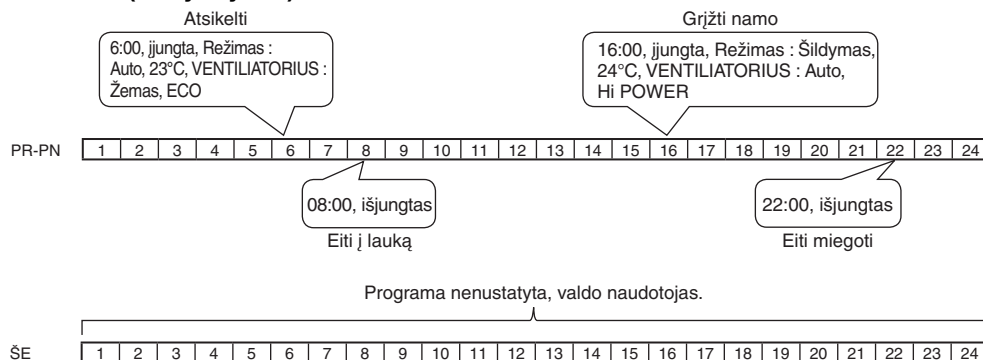 Atsikelti
6:00, įjungta, Režimas :
Auto, 23°C, VENTILIATORIUS :
Žemas, ECO
Grįžti namo
16:00, įjungta, Režimas : Šildymas,
24°C, VENTILIATORIUS : Auto,
Hi POWER
PR-PN 1 2 3 4 5 6 7 8 9 10 11 12 13 14 15 16 17 18 19 20 21 22 23 24
08:00, išjungtas
Eiti į lauką
22:00, išjungtas
Eiti miegoti
Programa nenustatyta, valdo naudotojas.
ŠE 1 2 3 4 5 6 7 8 9 10 11 12 13 14 15 16 17 18 19 20 21 22 23 24